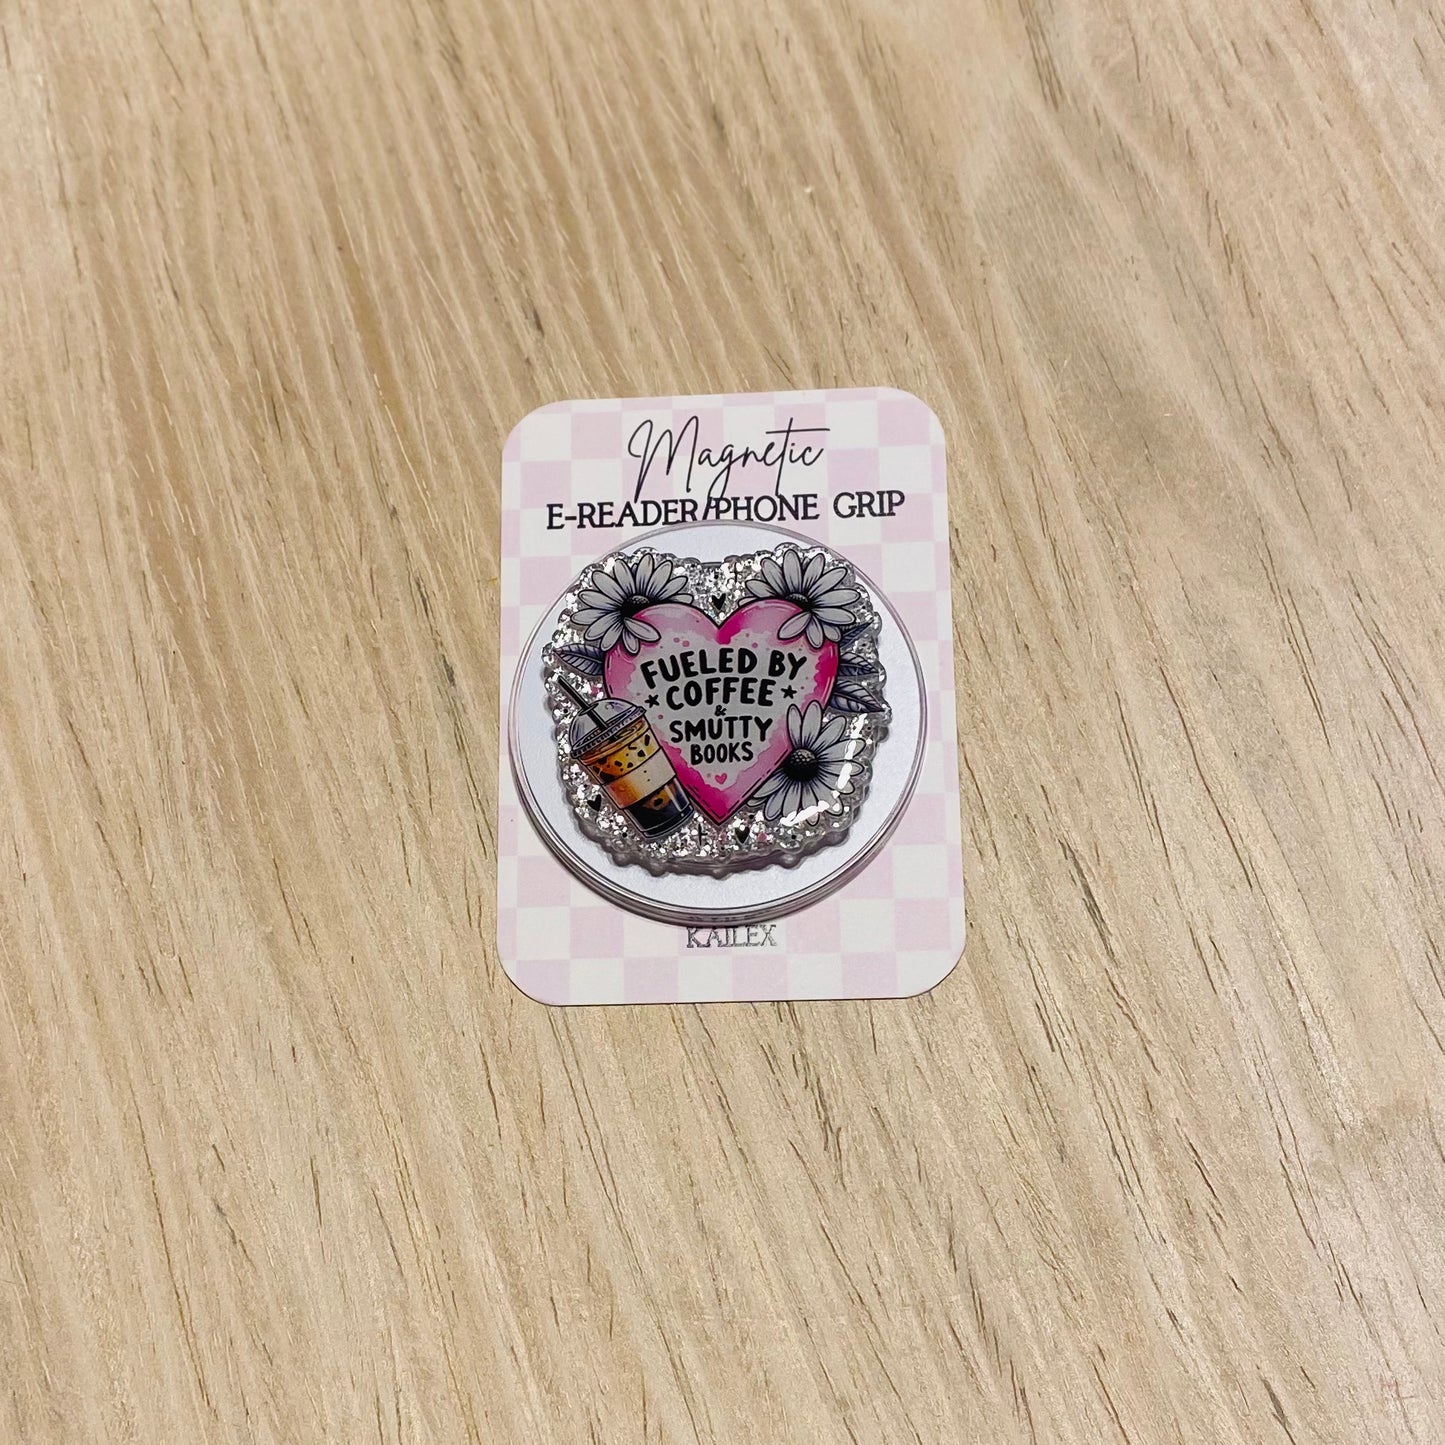 Magnetic
E-READER/PHONE GRIP
FUELED BY
COFFEE
&
SMUTTY
BOOKS
KAILEX